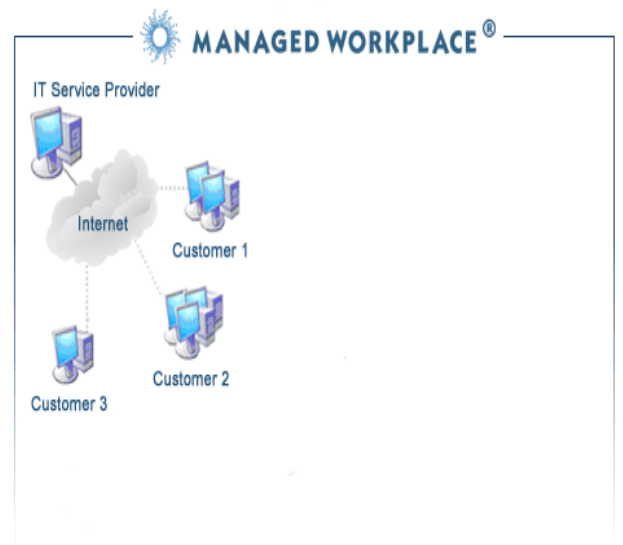 MANAGED WORKPLACE®
IT Service Provider
Internet
Customer 1
Customer 2
Customer 3